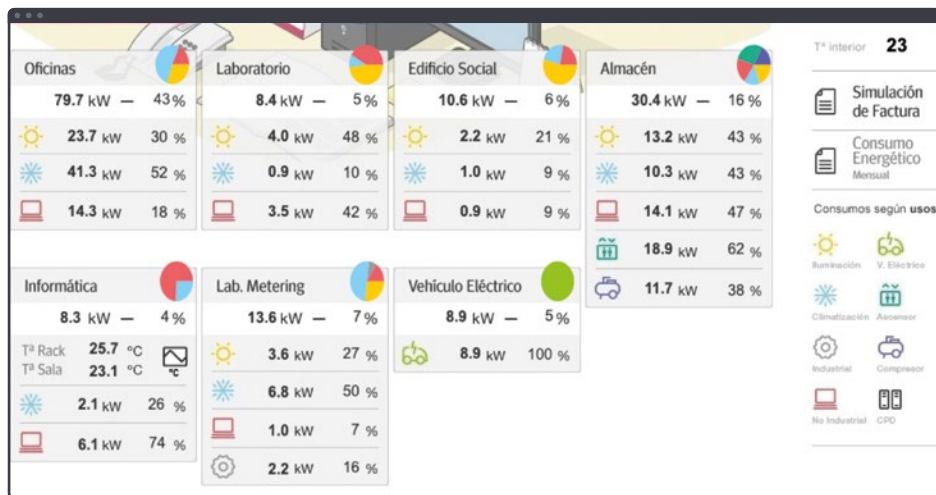 Oficinas
79.7 kW — 43%
23.7 kW 30 %
41.3 kW 52 %
14.3 kW 18 %
Laboratorio
8.4 kW — 5%
4.0 kW 48 %
0.9 kW 10 %
3.5 kW 42 %
Edificio Social
10.6 kW — 6%
2.2 kW 21 %
1.0 kW 9 %
0.9 kW 9 %
Almacén
30.4 kW — 16 %
13.2 kW 43 %
10.3 kW 43 %
14.1 kW 47 %
18.9 kW 62 %
11.7 kW 38 %
Informática
8.3 kW — 4%
Tª Rack 25.7 ºC
Tª Sala 23.1 ºC
ºC
2.1 kW 26 %
6.1 kW 74 %
Lab. Metering
13.6 kW — 7%
3.6 kW 27 %
6.8 kW 50 %
1.0 kW 7 %
2.2 kW 16 %
Vehículo Eléctrico
8.9 kW — 5%
8.9 kW 100 %
Tª interior 23
Simulación
de Factura
Consumo
Energético
Mensual
Consumos según usos
Iluminación V. Eléctrico
Climatización Ascensor
Industrial Compresor
No Industrial CPD